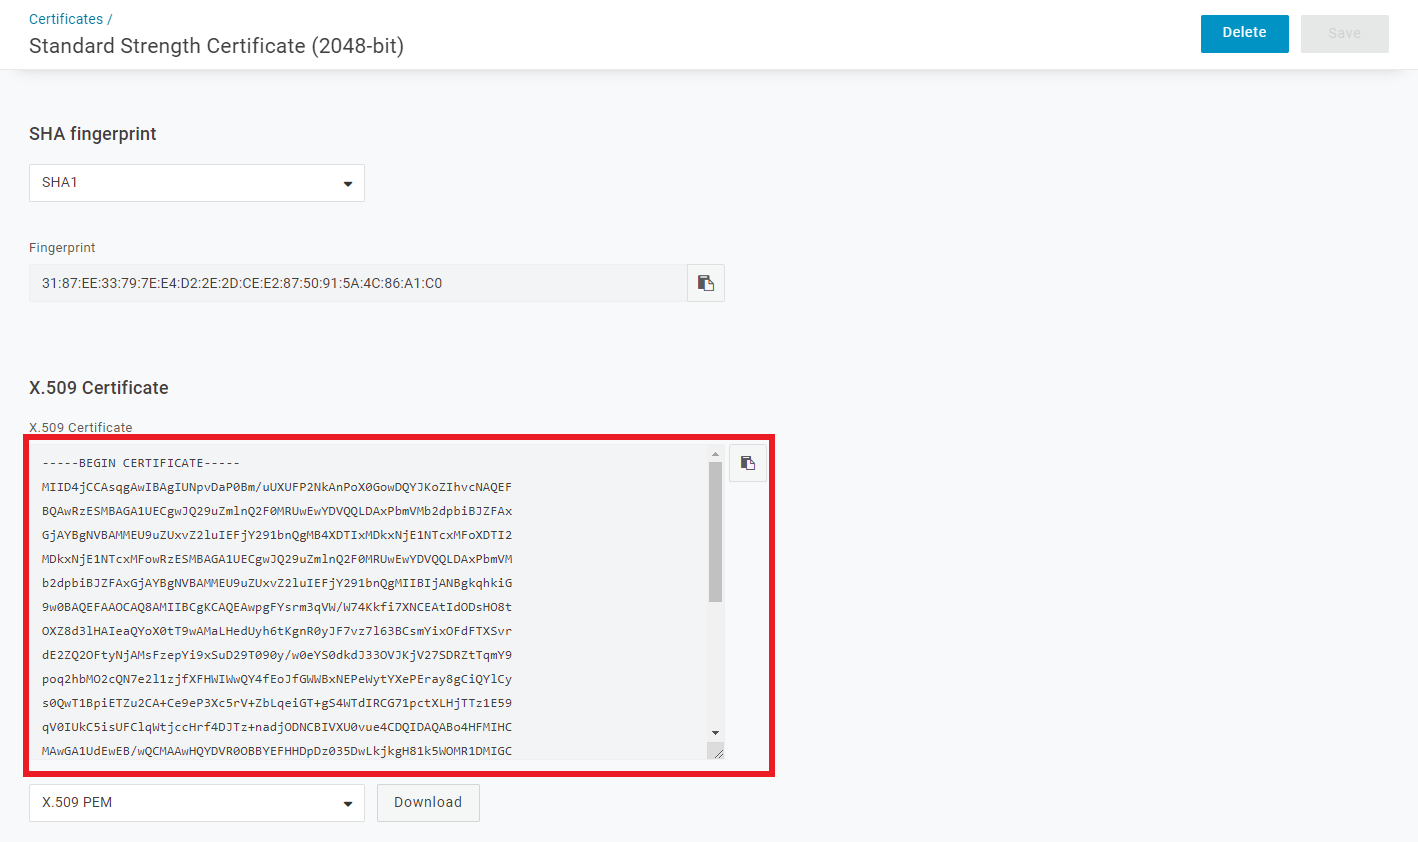 Certificates /
Standard Strength Certificate (2048-bit)
Delete
Save
SHA fingerprint
SHA1
Fingerprint
31:87:EE:33:79:7E:E4:D2:2E:2D:CE:E2:87:50:91:5A:4C:86:A1:C0
X.509 Certificate
X.509 Certificate
-----BEGIN CERTIFICATE-----
MIID4jCCAsqgAwIBAgIUNpvDaP0Bm/uUXUFP2NkAnPoX0GowDQYJKoZIhvcNAQEF
BQAwRzESMBAGA1UECgwJQ29uZmlnQ2F0MRUwEwYDVQQLDAxPbmVMb2dpbiBJZFAx
GjAYBgNVBAMMEU9uZUxvZ2luIEFjY291bnQgMB4XDTIxMDkxNjE1NTcxMFoXDTI2
MDkxNjE1NTcxMFowRzESMBAGA1UECgwJQ29uZmlnQ2F0MRUwEwYDVQQLDAxPbmVM
b2dpbiBJZFAxGjAYBgNVBAMMEU9uZUxvZ2luIEFjY291bnQgMIIBIjANBgkqhkiG
9w0BAQEFAAOCAQ8AMIIBCgKCAQEAwpgFYsrm3qVW/W74Kkfi7XNCEAtIdODsHO8t
OXZ8d3lHAIeaQYoX0tT9wAMaLHedUyh6tKgnR0yJF7vz7l63BCsmYixOFdFTXSvr
dE2ZQ2OFtyNjAMsFzepYi9xSuD29T090y/w0eYS0dkdJ33OVJKjV27SDRZtTqmY9
poq2hbMO2cQN7e2l1zjfXFHWIWwQY4fEoJfGWWBxNEPeWytYXePEray8gCiQYlCy
s0QwT1BpiETZu2CA+Ce9eP3Xc5rV+ZbLqeiGT+gS4WTdIRCG71pctXLHjTTz1E59
qV0IUkC5isUFClqWtjccHrf4DJTz+nadjODNCBIVXU0vue4CDQIDAQABo4HFMIHC
MAwGA1UdEwEB/wQCMAAwHQYDVR0OBBYEFHHDpDz035DwLkjkgH81k5WOMR1DMIGC
X.509 PEM
Download